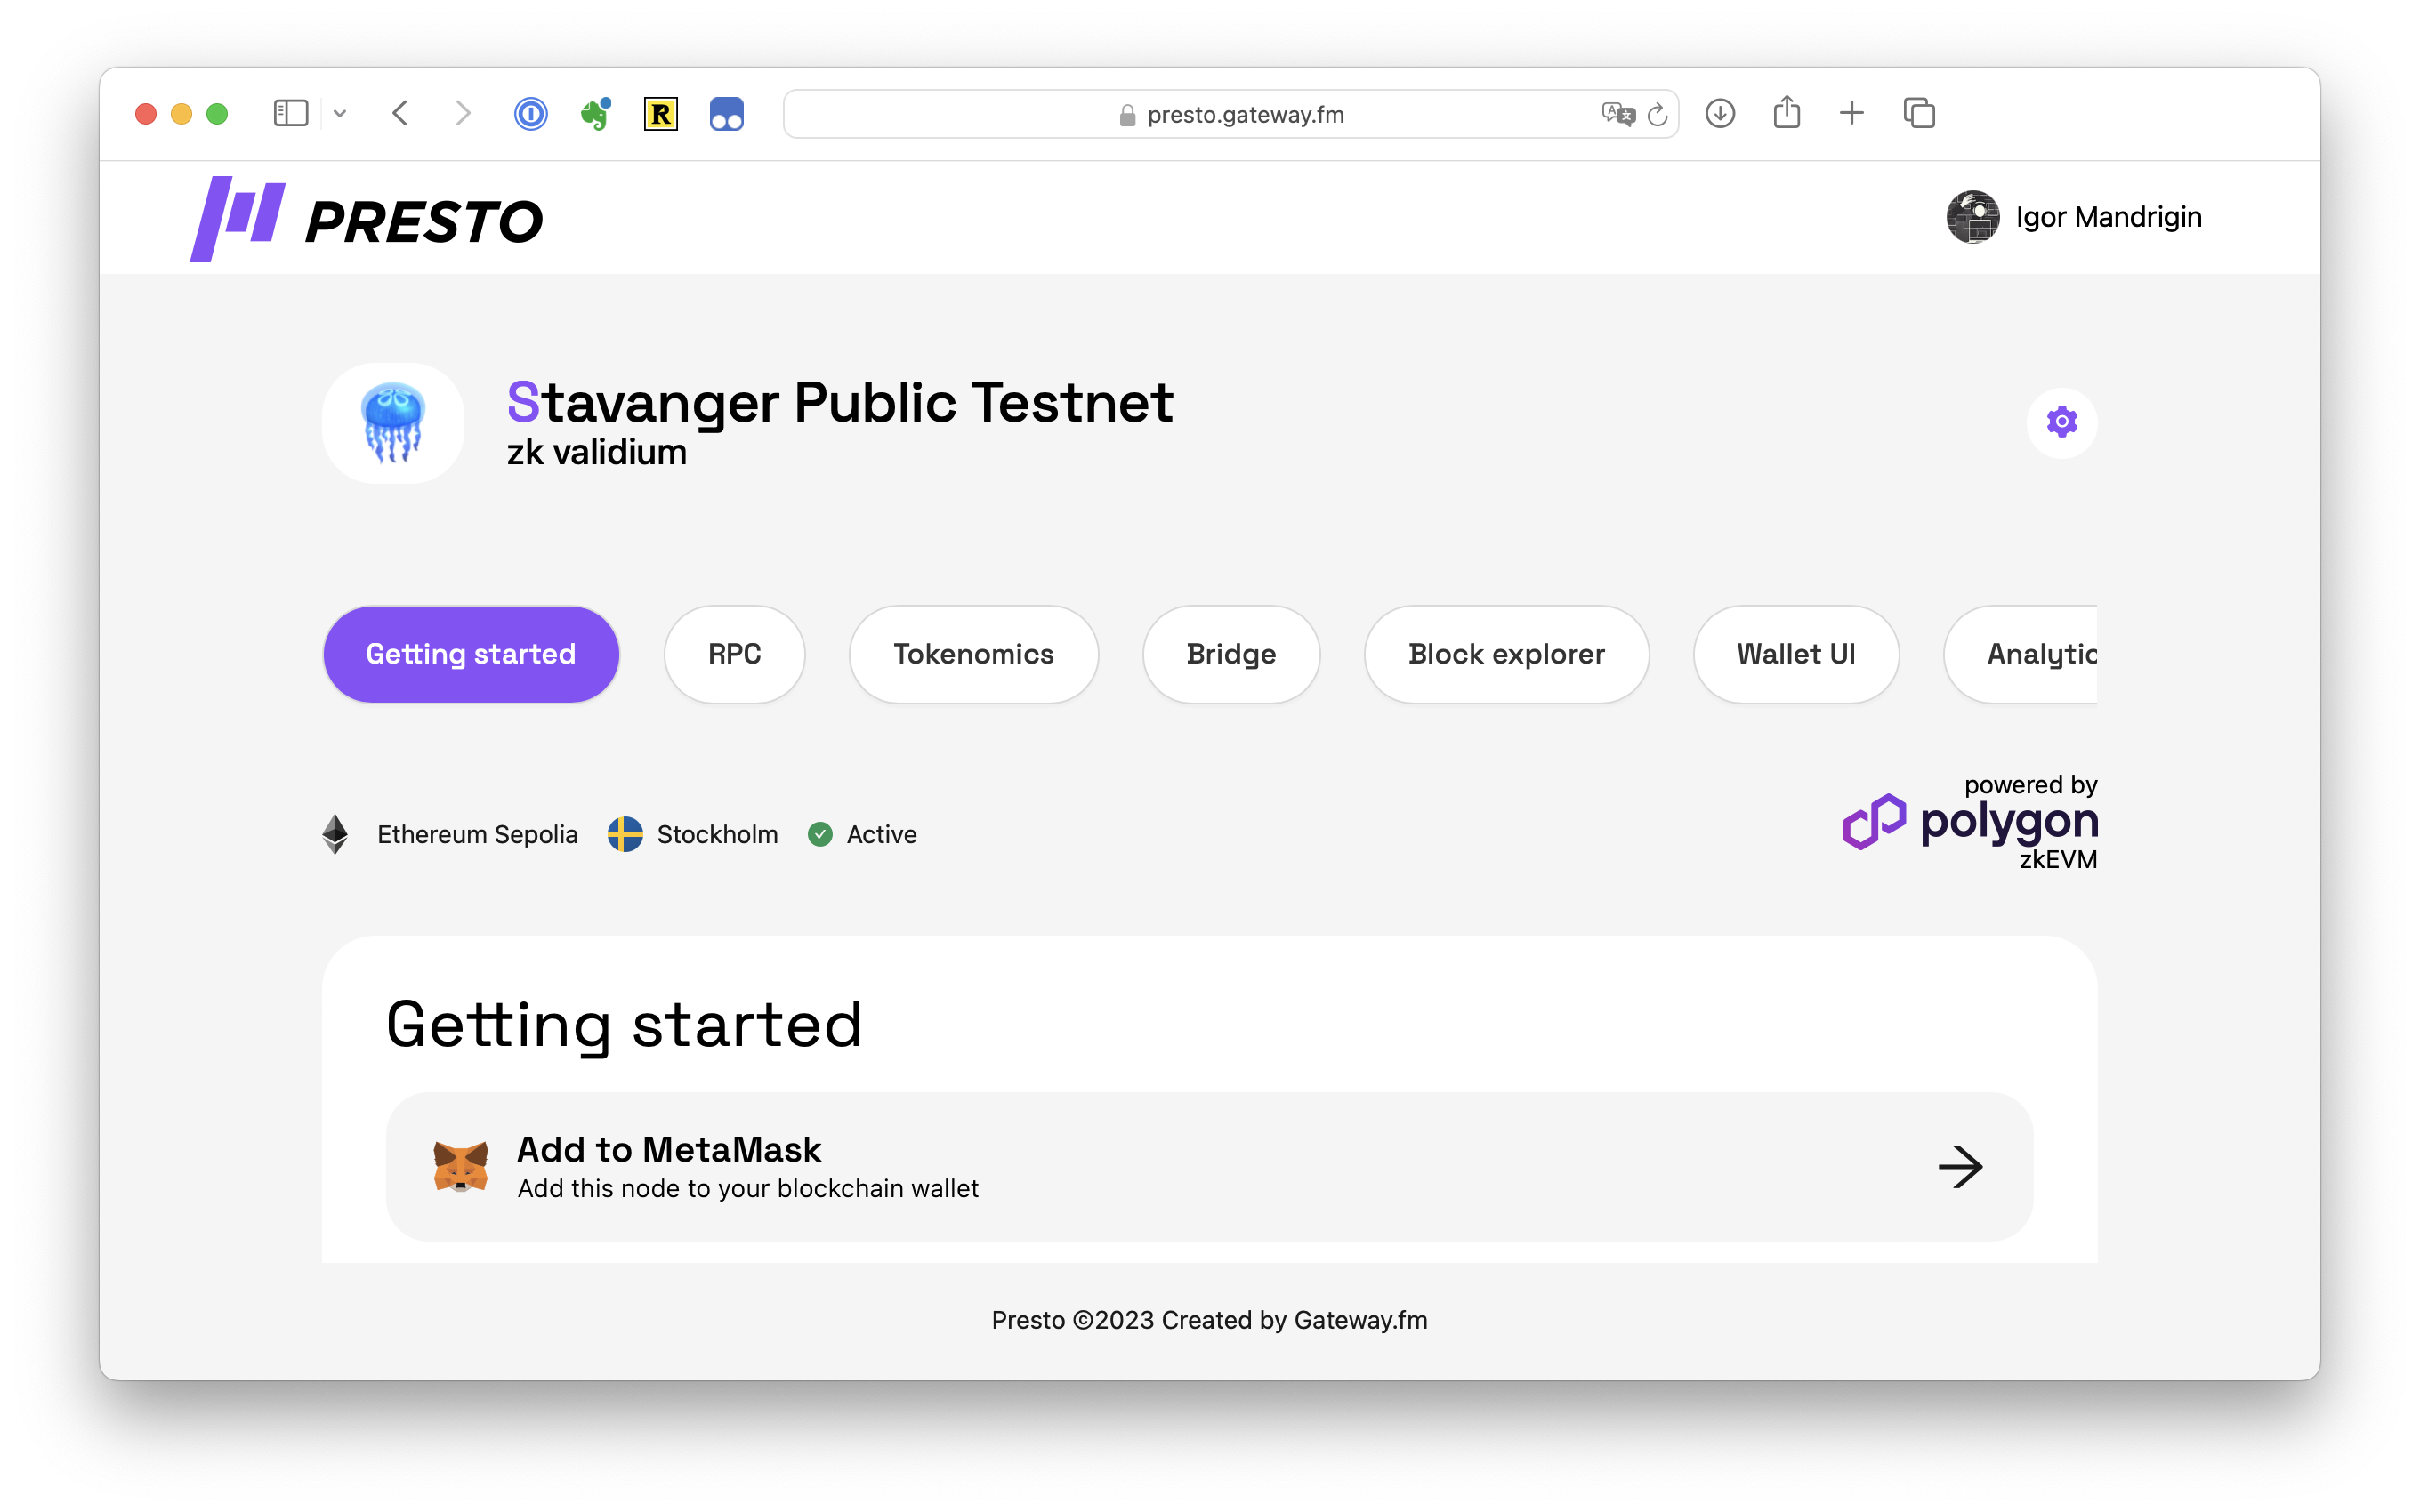 presto.gateway.fm
PRESTO
Igor Mandrigin
Stavanger Public Testnet
zk validium
Getting started
RPC
Tokenomics
Bridge
Block explorer
Wallet UI
Analytic
powered by
polygon
zkEVM
Ethereum Sepolia
Stockholm
Active
Getting started
Add to MetaMask
Add this node to your blockchain wallet
Presto ©2023 Created by Gateway.fm